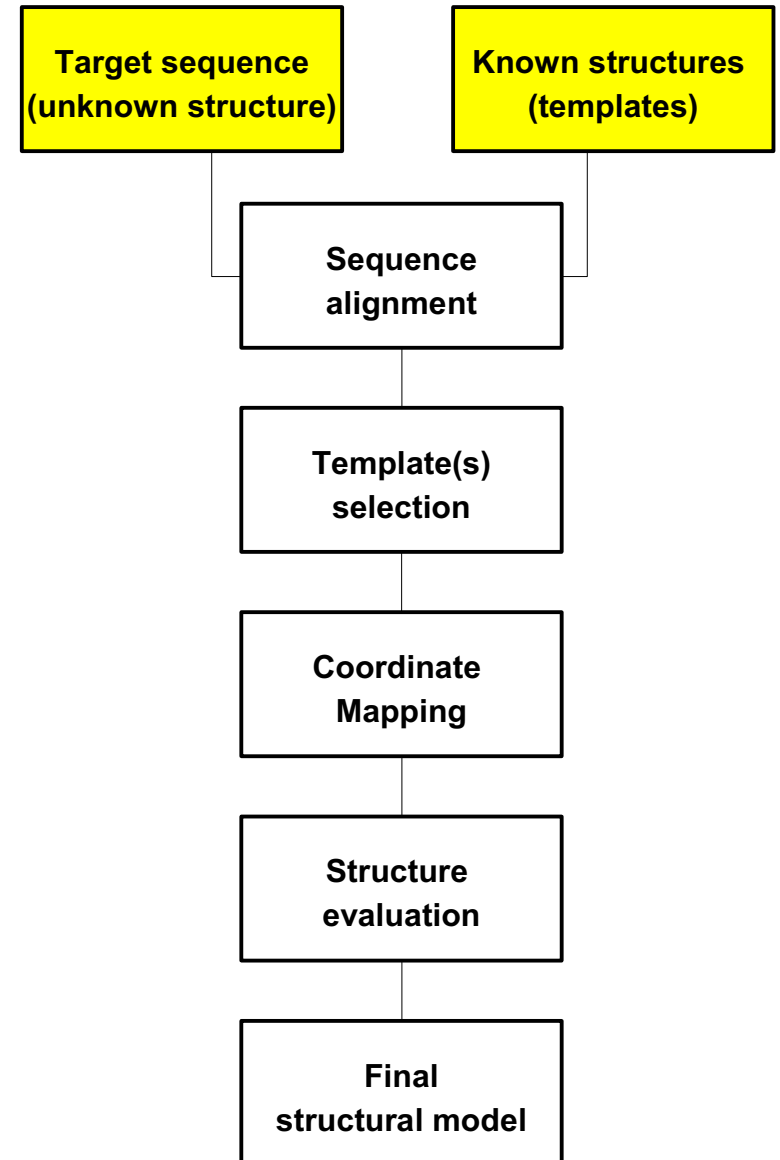 Target sequence
(unknown structure)
Known structures
(templates)
Sequence
alignment
Template(s)
selection
Coordinate
Mapping
Structure
evaluation
Final
structural model